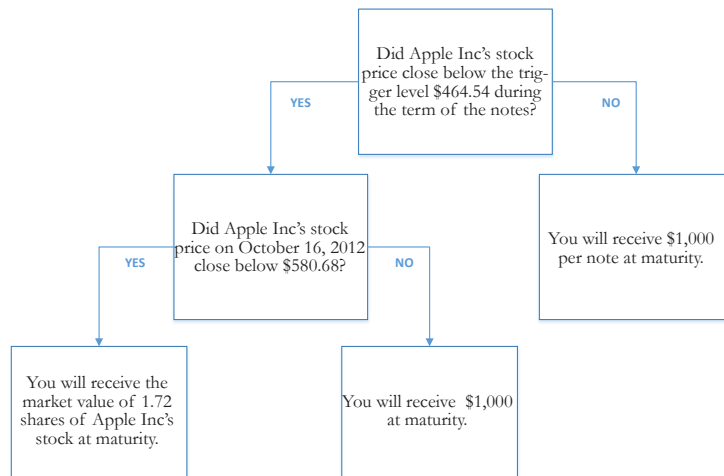 Did Apple Inc's stock
price close below the trig-
ger level $464.54 during
the term of the notes?
YES
NO
Did Apple Inc's stock
price on October 16, 2012
close below $580.68?
You will receive $1,000
per note at maturity.
YES
NO
You will receive the
market value of 1.72
shares of Apple Inc's
stock at maturity.
You will receive $1,000
at maturity.